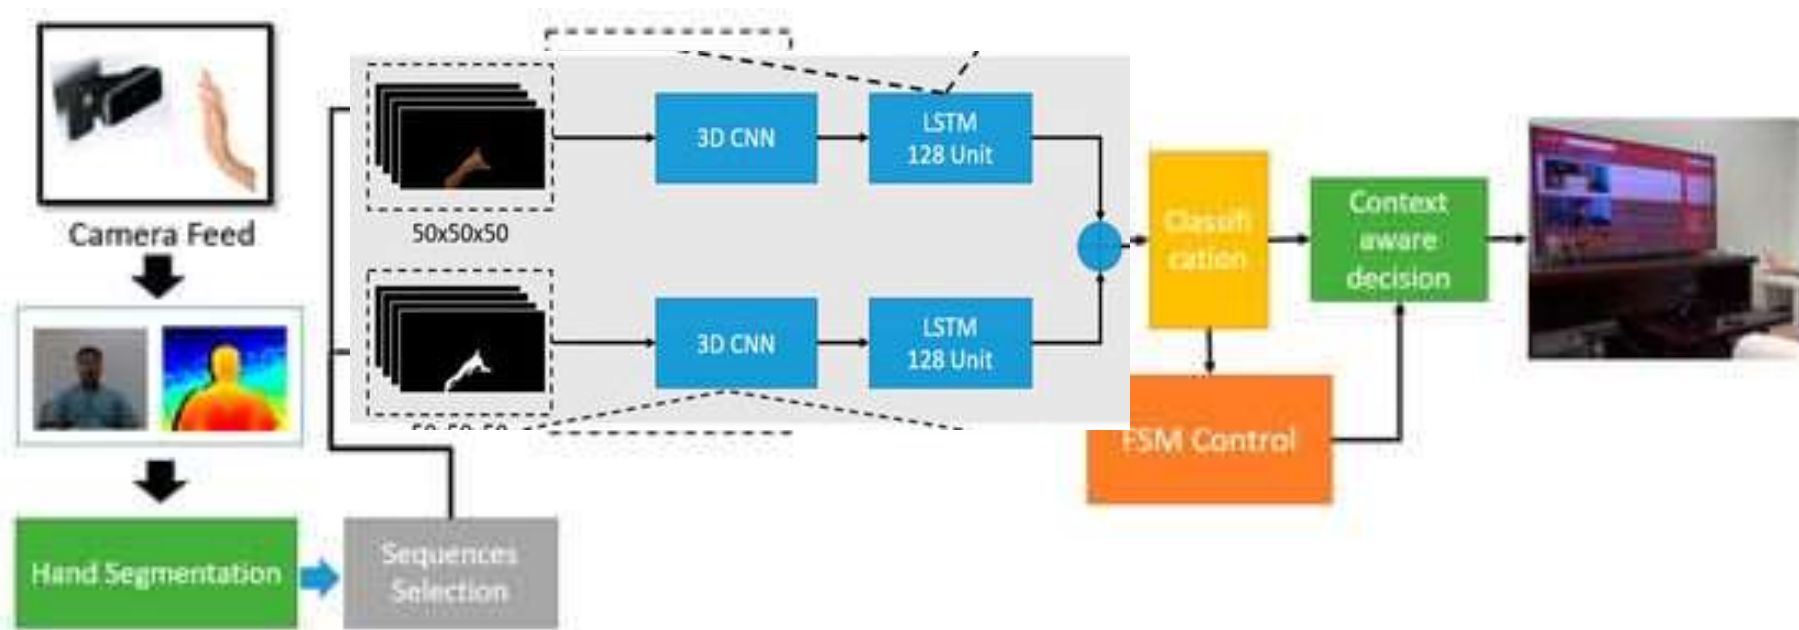 Camera Feed
Hand Segmentation
Sequences
Selection
50x50x50
3D CNN
LSTM
128 Unit
50x50x50
3D CNN
LSTM
128 Unit
Classifi
cation
FSM Control
Context
aware
decision